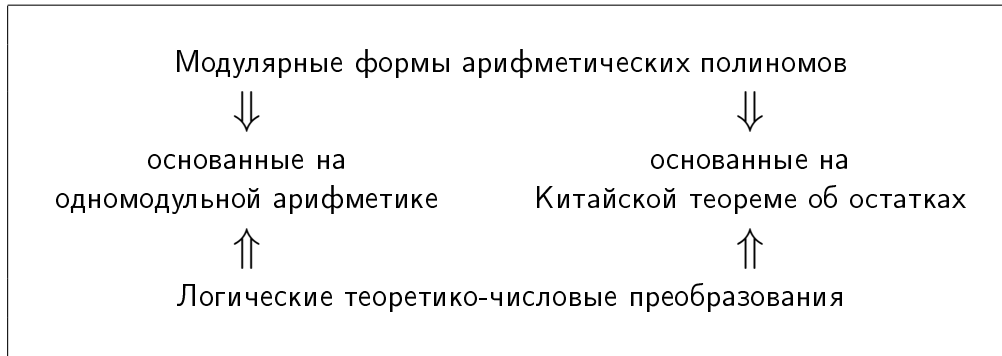 Модулярные формы арифметических полиномов
⇓ ⇓
основанные на основанные на
одномодульной арифметике Китайской теореме об остатках
⇑ ⇑
Логические теоретико-числовые преобразования